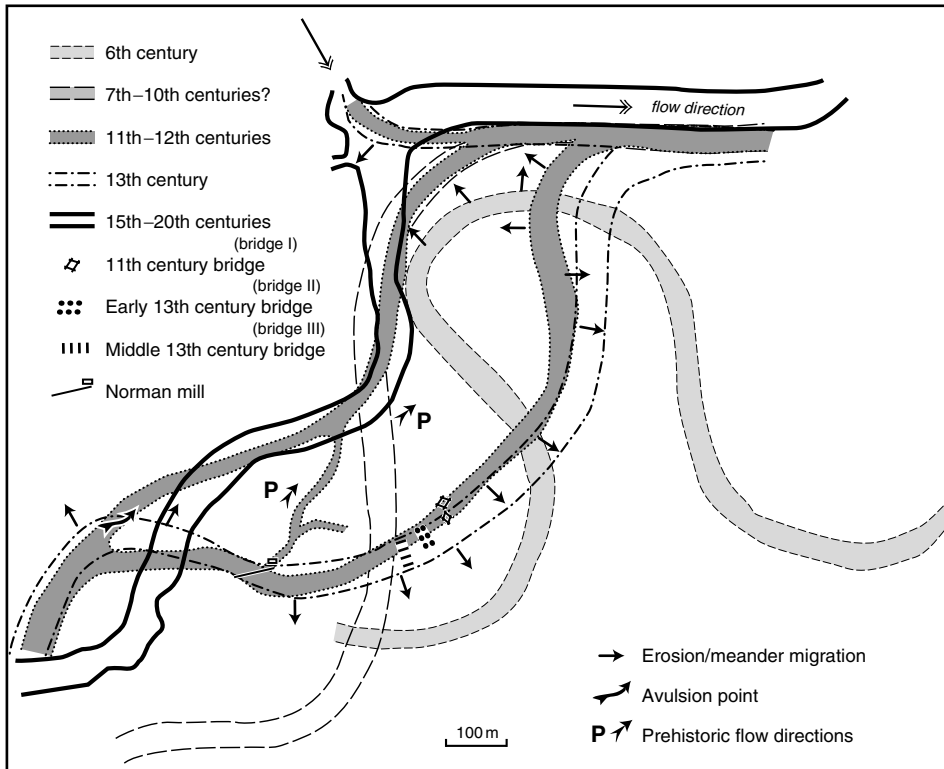 6th century
7th–10th centuries?
11th–12th centuries
13th century
15th–20th centuries
(bridge I)
11th century bridge
(bridge II)
Early 13th century bridge
(bridge III)
Middle 13th century bridge
Norman mill
flow direction
P
P
Erosion/meander migration
Avulsion point
P Prehistoric flow directions
100 m